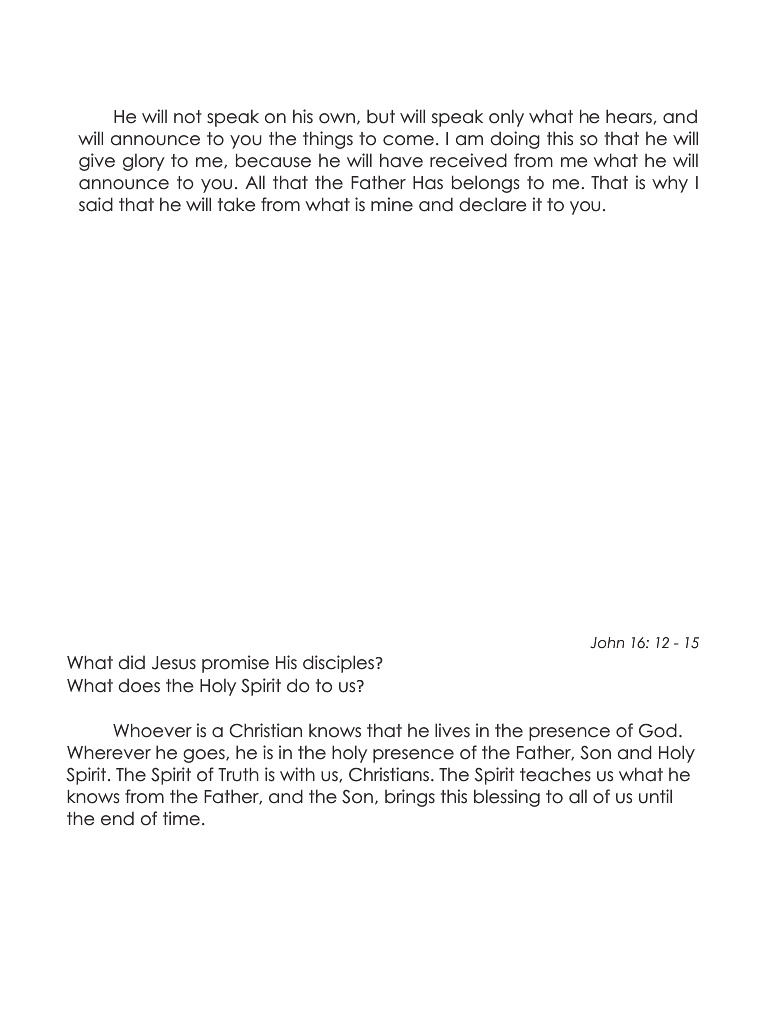 He will not speak on his own, but will speak only what he hears, and
will announce to you the things to come. I am doing this so that he will
give glory to me, because he will have received from me what he will
announce to you. All that the Father Has belongs to me. That is why I
said that he will take from what is mine and declare it to you.
John 16: 12 - 15
What did Jesus promise His disciples?
What does the Holy Spirit do to us?
Whoever is a Christian knows that he lives in the presence of God.
Wherever he goes, he is in the holy presence of the Father, Son and Holy
Spirit. The Spirit of Truth is with us, Christians. The Spirit teaches us what he
knows from the Father, and the Son, brings this blessing to all of us until
the end of time.